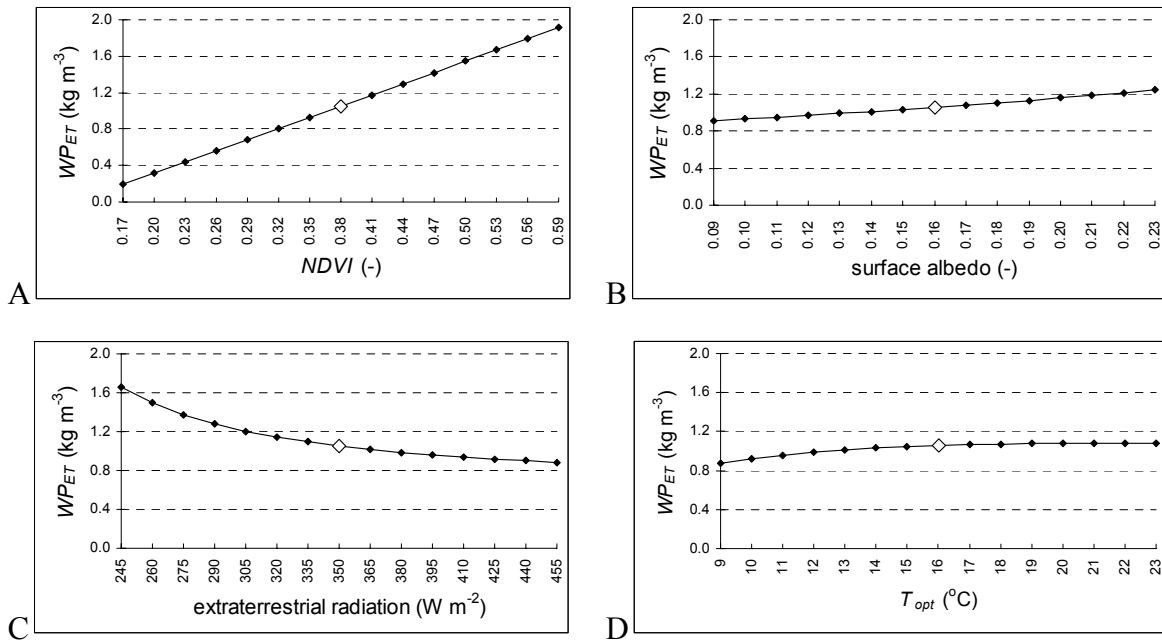 2.0
1.6
1.2
0.8
0.4
0.0
WP_ET (kg m⁻³)
0.17 0.20 0.23 0.26 0.29 0.32 0.35 0.38 0.41 0.44 0.47 0.50 0.53 0.56 0.59
NDVI (-)
A
2.0
1.6
1.2
0.8
0.4
0.0
WP_ET (kg m⁻³)
0.09 0.10 0.11 0.12 0.13 0.14 0.15 0.16 0.17 0.18 0.19 0.20 0.21 0.22 0.23
surface albedo (-)
B
2.0
1.6
1.2
0.8
0.4
0.0
WP_ET (kg m⁻³)
245 260 275 290 305 320 335 350 365 380 395 410 425 440 455
extraterrestrial radiation (W m⁻²)
C
2.0
1.6
1.2
0.8
0.4
0.0
WP_ET (kg m⁻³)
9 10 11 12 13 14 15 16 17 18 19 20 21 22 23
T_opt (°C)
D